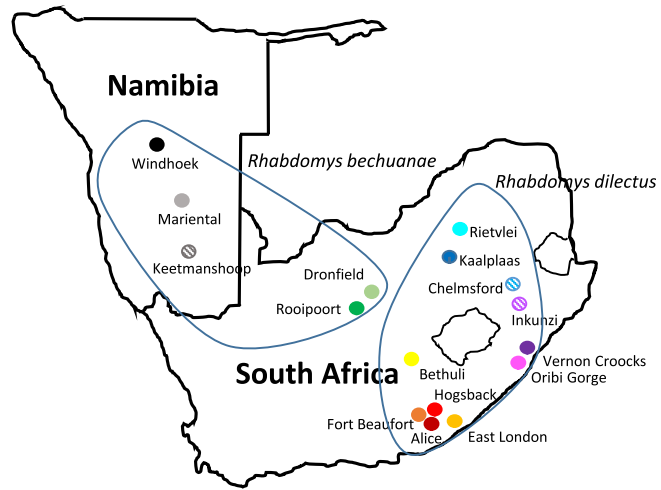 Namibia
Windhoek
Rhabdomys bechuanae
Rhabdomys dilectus
Mariental
Rietvlei
Kaalplaas
Keetmanshoop
Dronfield
Chelmsford
Rooipoort
Inkunzi
Vernon Croocks
Oribi Gorge
South Africa
Bethuli
Hogsback
Fort Beaufort
Alice
East London